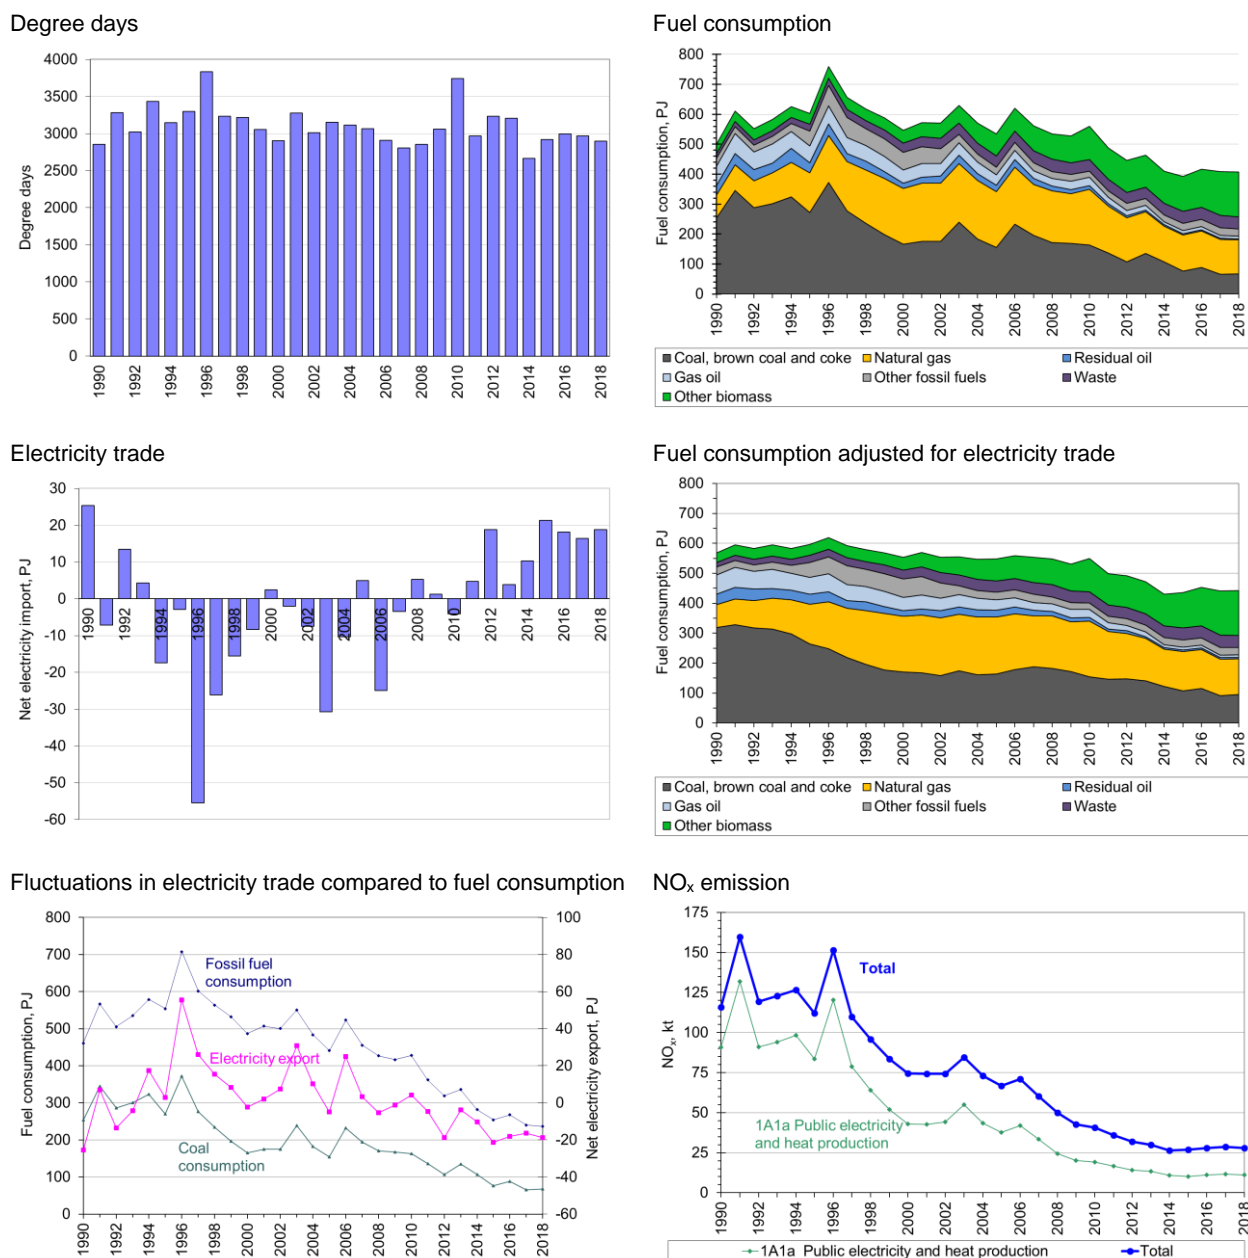 Degree days
Degree days
4000
3500
3000
2500
2000
1500
1000
500
0
1990 1992 1994 1996 1998 2000 2002 2004 2006 2008 2010 2012 2014 2016 2018
Fuel consumption
Fuel consumption, PJ
800
700
600
500
400
300
200
100
0
1990 1992 1994 1996 1998 2000 2002 2004 2006 2008 2010 2012 2014 2016 2018
Coal, brown coal and coke Natural gas Residual oil
Gas oil Other fossil fuels Waste
Other biomass
Electricity trade
Net electricity import, PJ
30
20
10
0
-10
-20
-30
-40
-50
-60
1990 1992 1994 1996 1998 2000 2002 2004 2006 2008 2010 2012 2014 2016 2018
Fuel consumption adjusted for electricity trade
Fuel consumption, PJ
800
700
600
500
400
300
200
100
0
1990 1992 1994 1996 1998 2000 2002 2004 2006 2008 2010 2012 2014 2016 2018
Coal, brown coal and coke Natural gas Residual oil
Gas oil Other fossil fuels Waste
Other biomass
Fluctuations in electricity trade compared to fuel consumption
Fuel consumption, PJ
800
700
600
500
400
300
200
100
0
Fossil fuel
consumption
Electricity export
Coal
consumption
100
80
60
40
20
0
-20
-40
-60
Net electricity export, PJ
1990 1992 1994 1996 1998 2000 2002 2004 2006 2008 2010 2012 2014 2016 2018
NOₓ emission
NOₓ, kt
175
150
125
100
75
50
25
0
Total
1A1a Public electricity
and heat production
1990 1992 1994 1996 1998 2000 2002 2004 2006 2008 2010 2012 2014 2016 2018
1A1a Public electricity and heat production Total